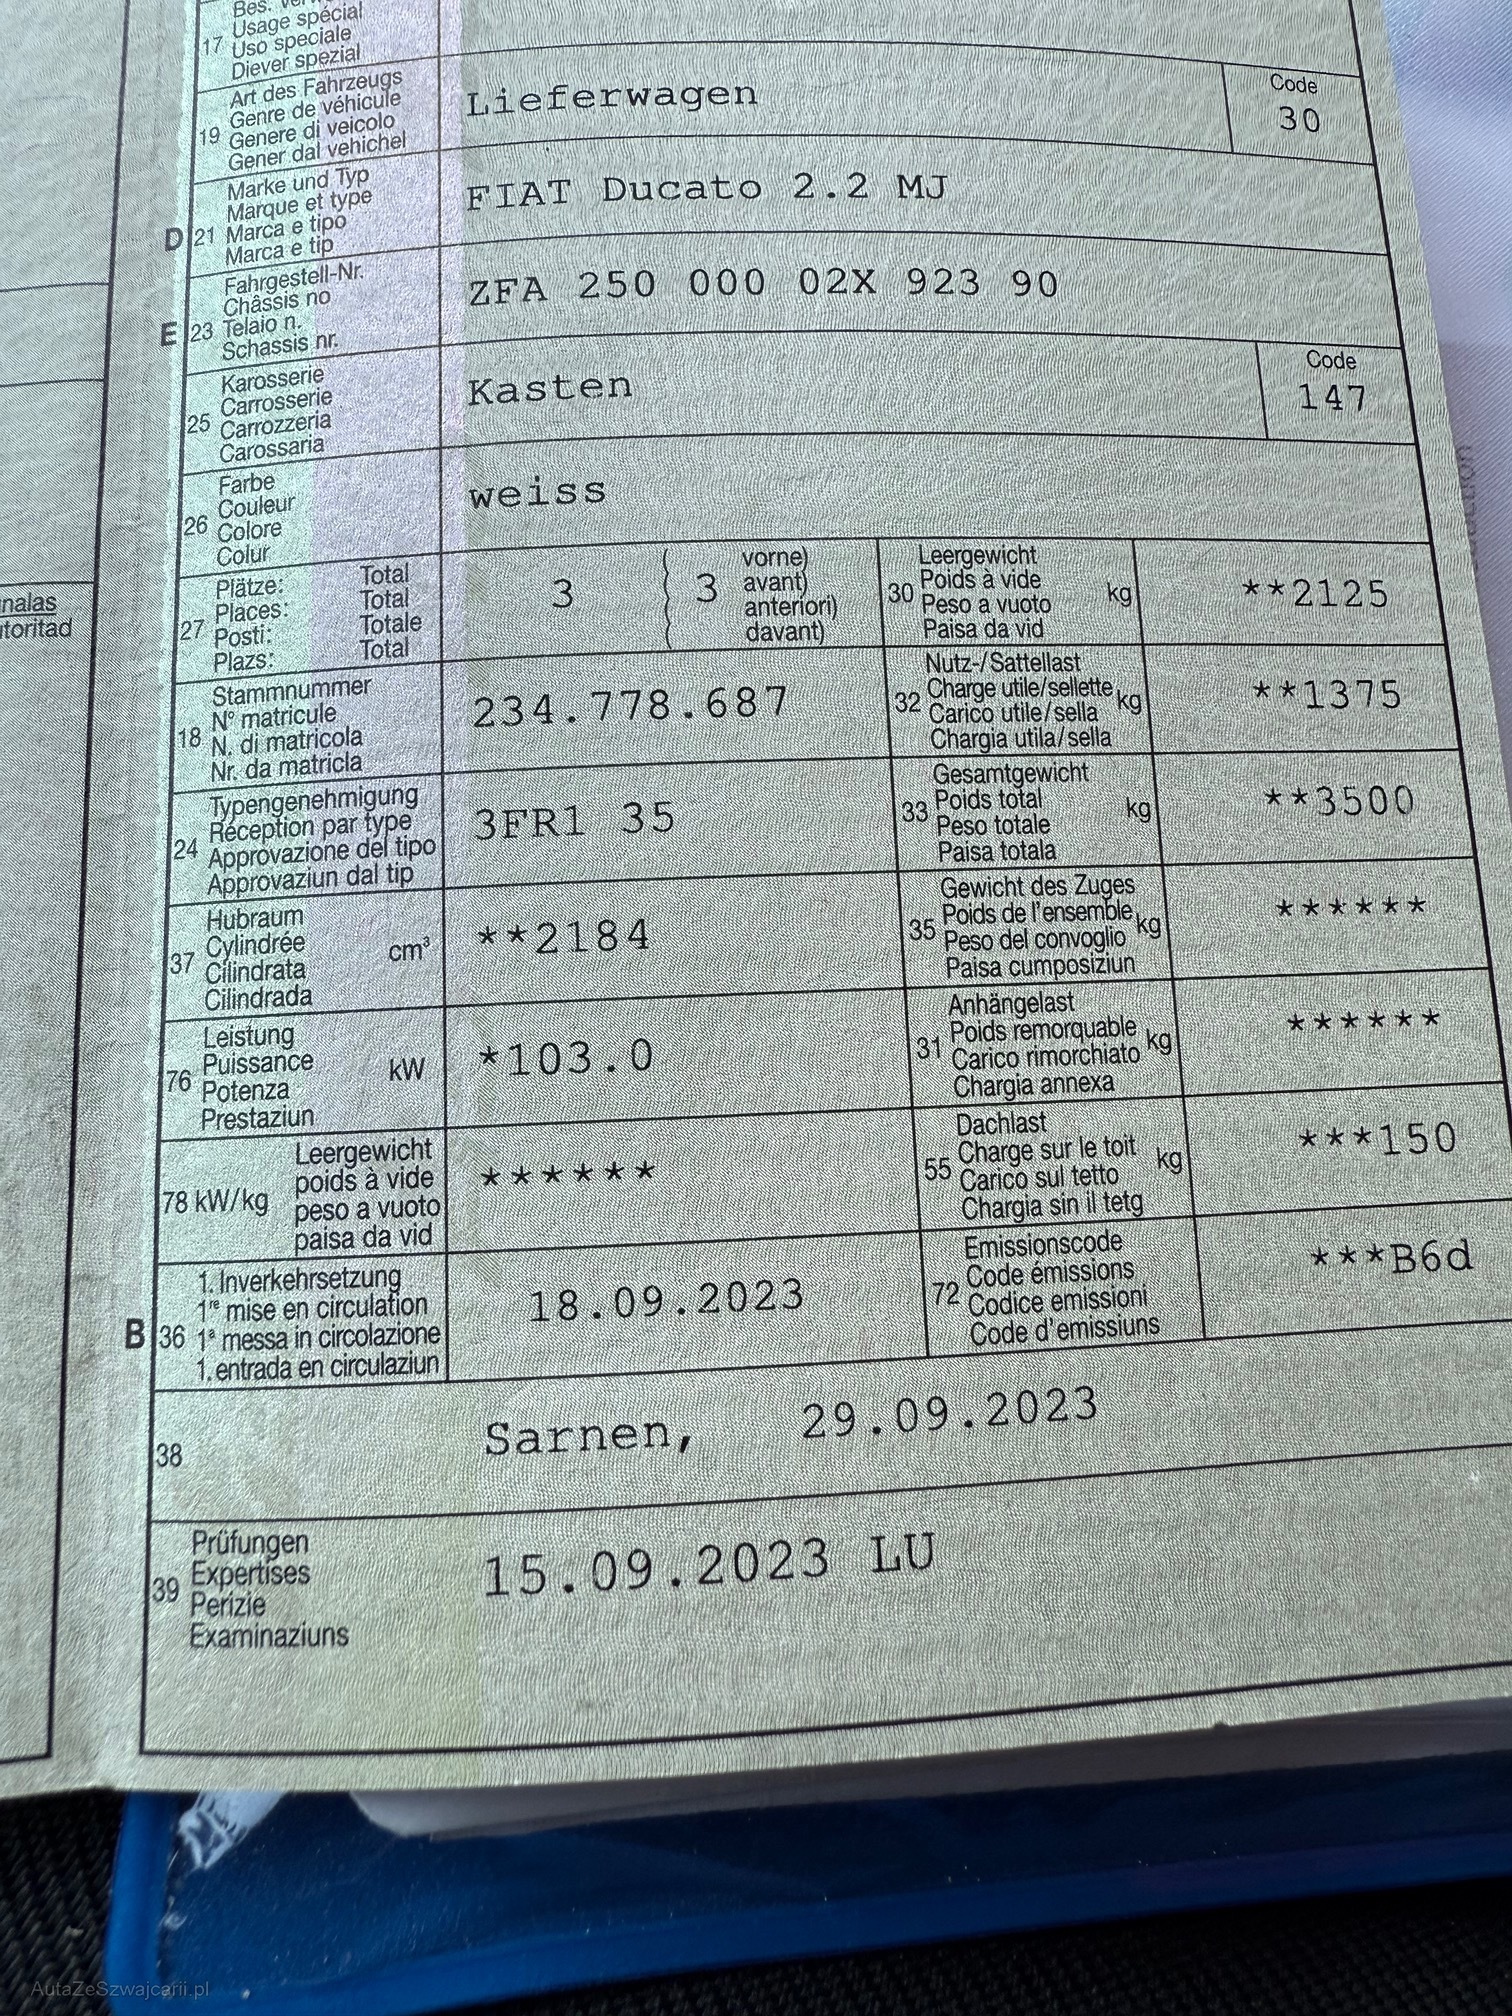 Usage spécial
17 Uso speciale
Diever spezial
Art des Fahrzeugs
Genre de véhicule
19 Genere di veicolo
Gener dal vehichel
Lieferwagen
Code
30
Marke und Typ
Marque et type
D 21 Marca e tipo
Marca e tip
FIAT Ducato 2.2 MJ
Fahrgestell-Nr.
Châssis no
E 23 Telaio n.
Schassis nr.
ZFA 250 000 02X 923 90
Karosserie
Carrosserie
25 Carrozzeria
Carossaria
Kasten
Code
147
Farbe
Couleur
26 Colore
Colur
weiss
nalas
toritad
Plätze: Total
Places: Total
27 Posti: Totale
Plazs: Total
3 ( 3 vorne)
( avant)
( anteriori)
( davant)
Leergewicht
30 Poids à vide kg
Peso a vuoto
Paisa da vid
**2125
Stammnummer
N° matricule
18 N. di matricola
Nr. da matricla
234.778.687
Nutz-/Sattellast
32 Charge utile/sellette kg
Carico utile/sella
Chargia utila/sella
**1375
Typengenehmigung
Réception par type
24 Approvazione del tipo
Approvaziun dal tip
3FR1 35
Gesamtgewicht
33 Poids total kg
Peso totale
Paisa totala
**3500
Hubraum
Cylindrée cm³
37 Cilindrata
Cilindrada
**2184
Gewicht des Zuges
35 Poids de l'ensemble kg
Peso del convoglio
Paisa cumposiziun
******
Leistung
Puissance kW
76 Potenza
Prestaziun
*103.0
Anhängelast
31 Poids remorquable kg
Carico rimorchiato
Chargia annexa
******
Leergewicht
poids à vide
78 kW/kg peso a vuoto
paisa da vid
******
Dachlast
55 Charge sur le toit kg
Carico sul tetto
Chargia sin il tetg
***150
1. Inverkehrsetzung
1re mise en circulation
B 36 1a messa in circolazione
1. entrada en circulaziun
18.09.2023
Emissionscode
72 Code émissions
Codice emissioni
Code d'emissiuns
***B6d
38 Sarnen, 29.09.2023
Prüfungen
39 Expertises
Perizie
Examinaziuns
15.09.2023 LU
AutaZeSzwajcarii.pl